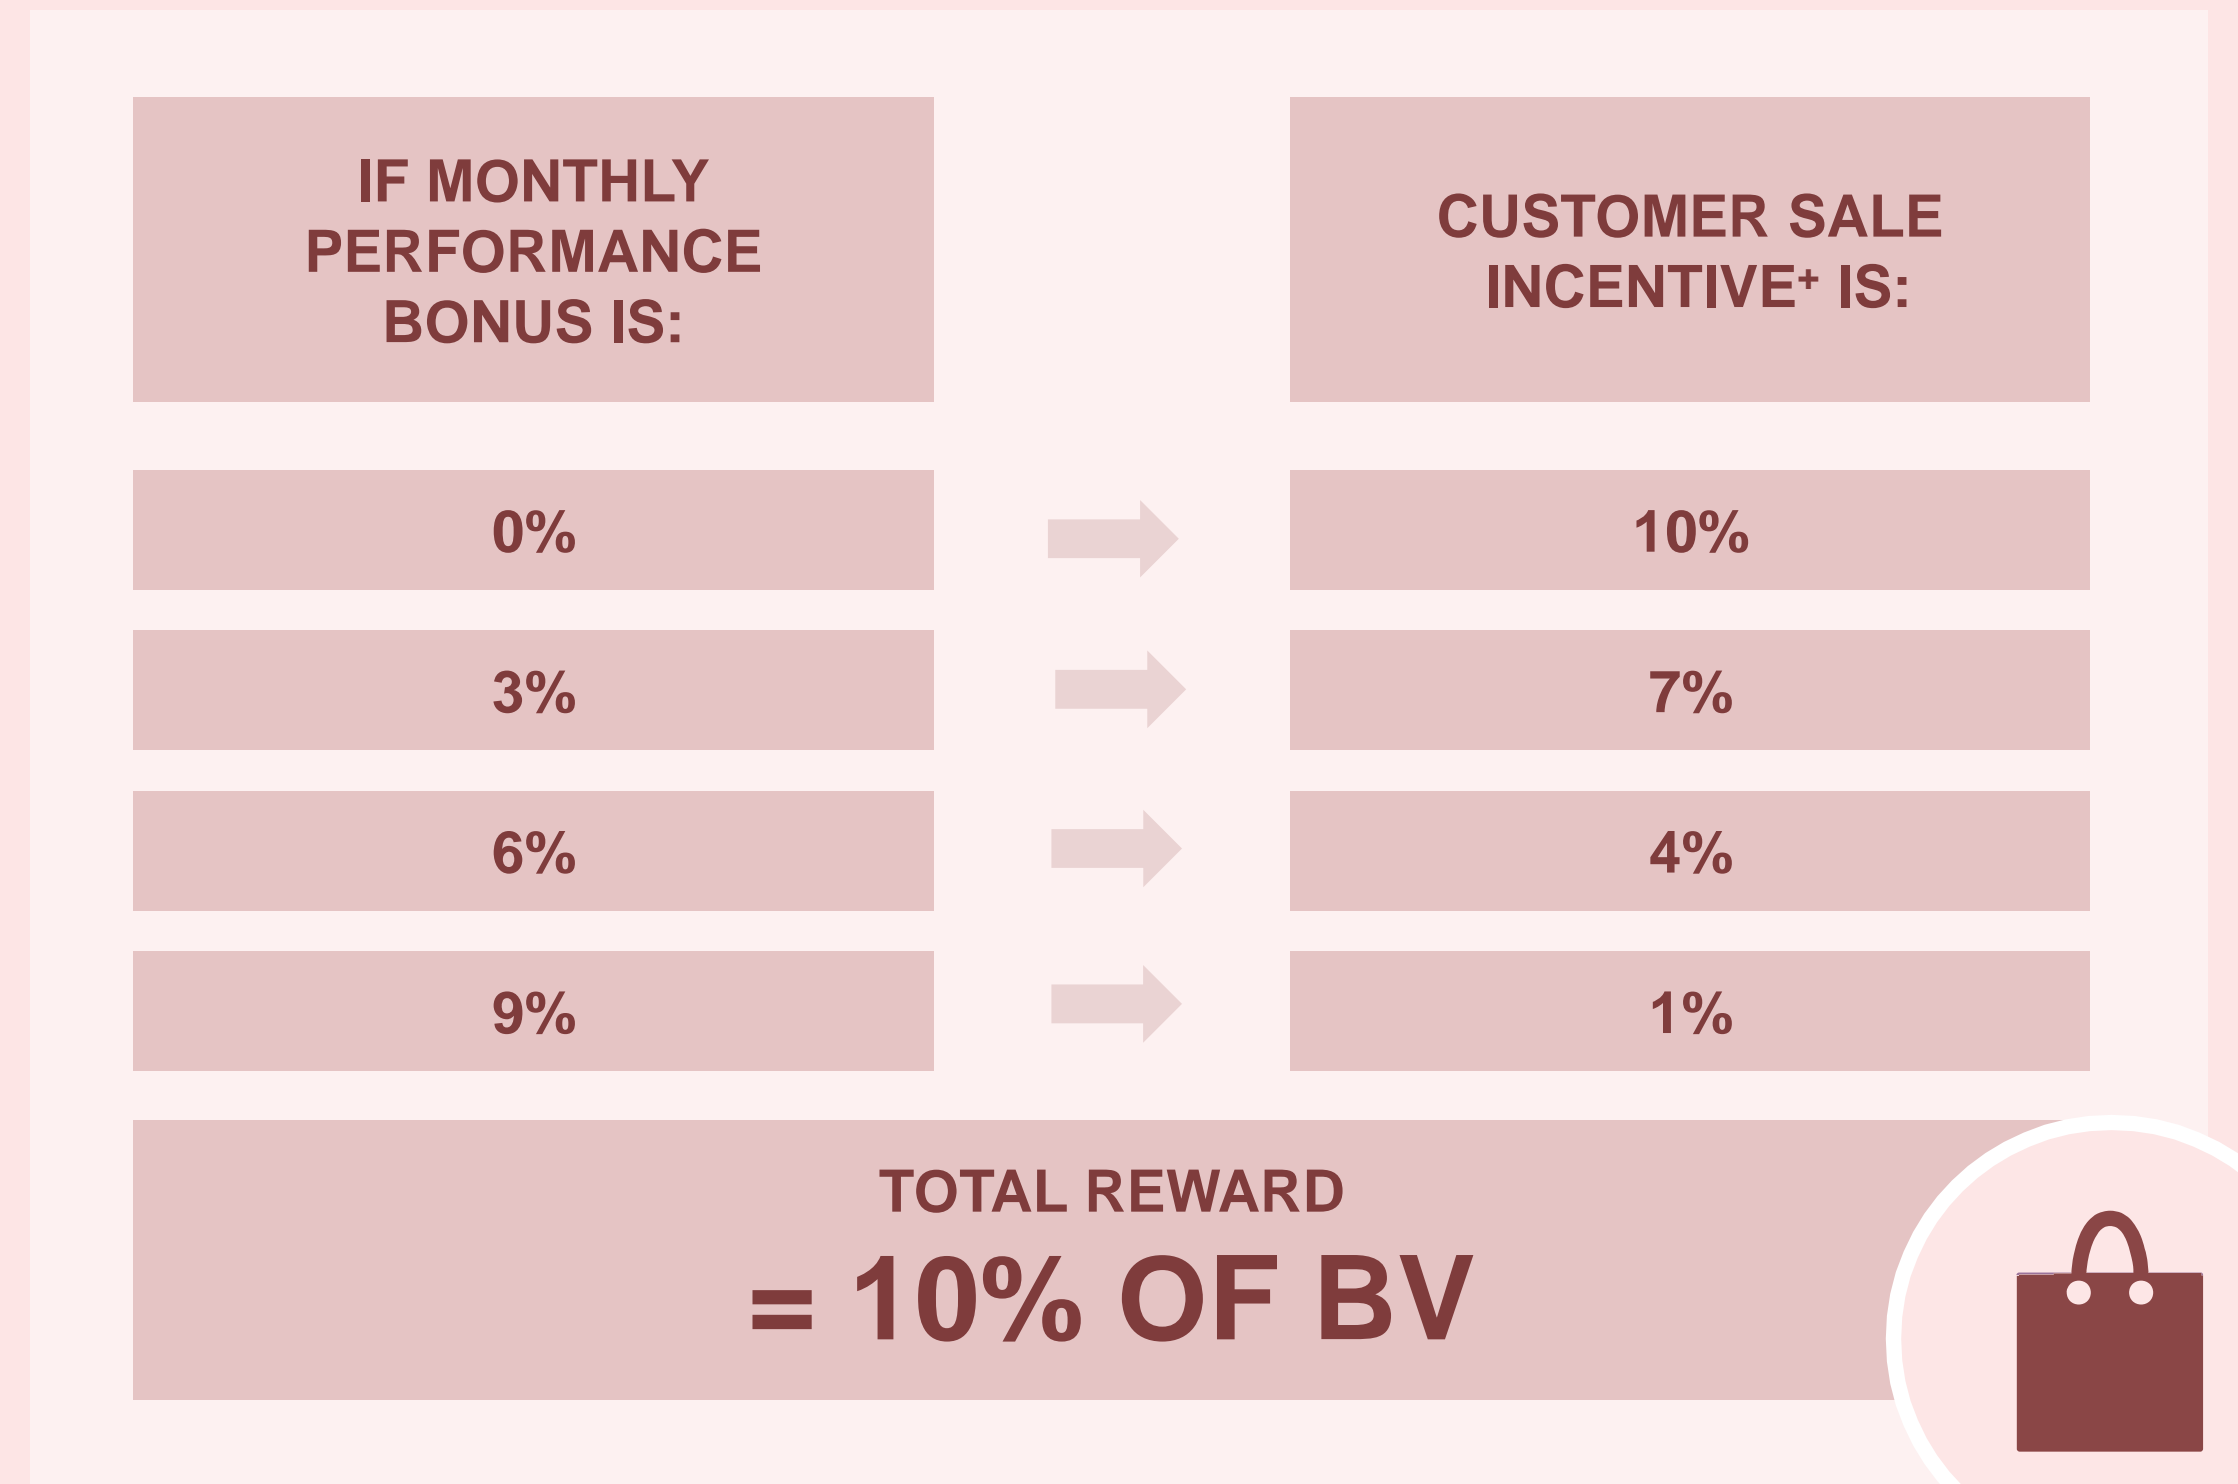 IF MONTHLY
PERFORMANCE
BONUS IS:
CUSTOMER SALE
INCENTIVE+ IS:
0%
10%
3%
7%
6%
4%
9%
1%
TOTAL REWARD
= 10% OF BV